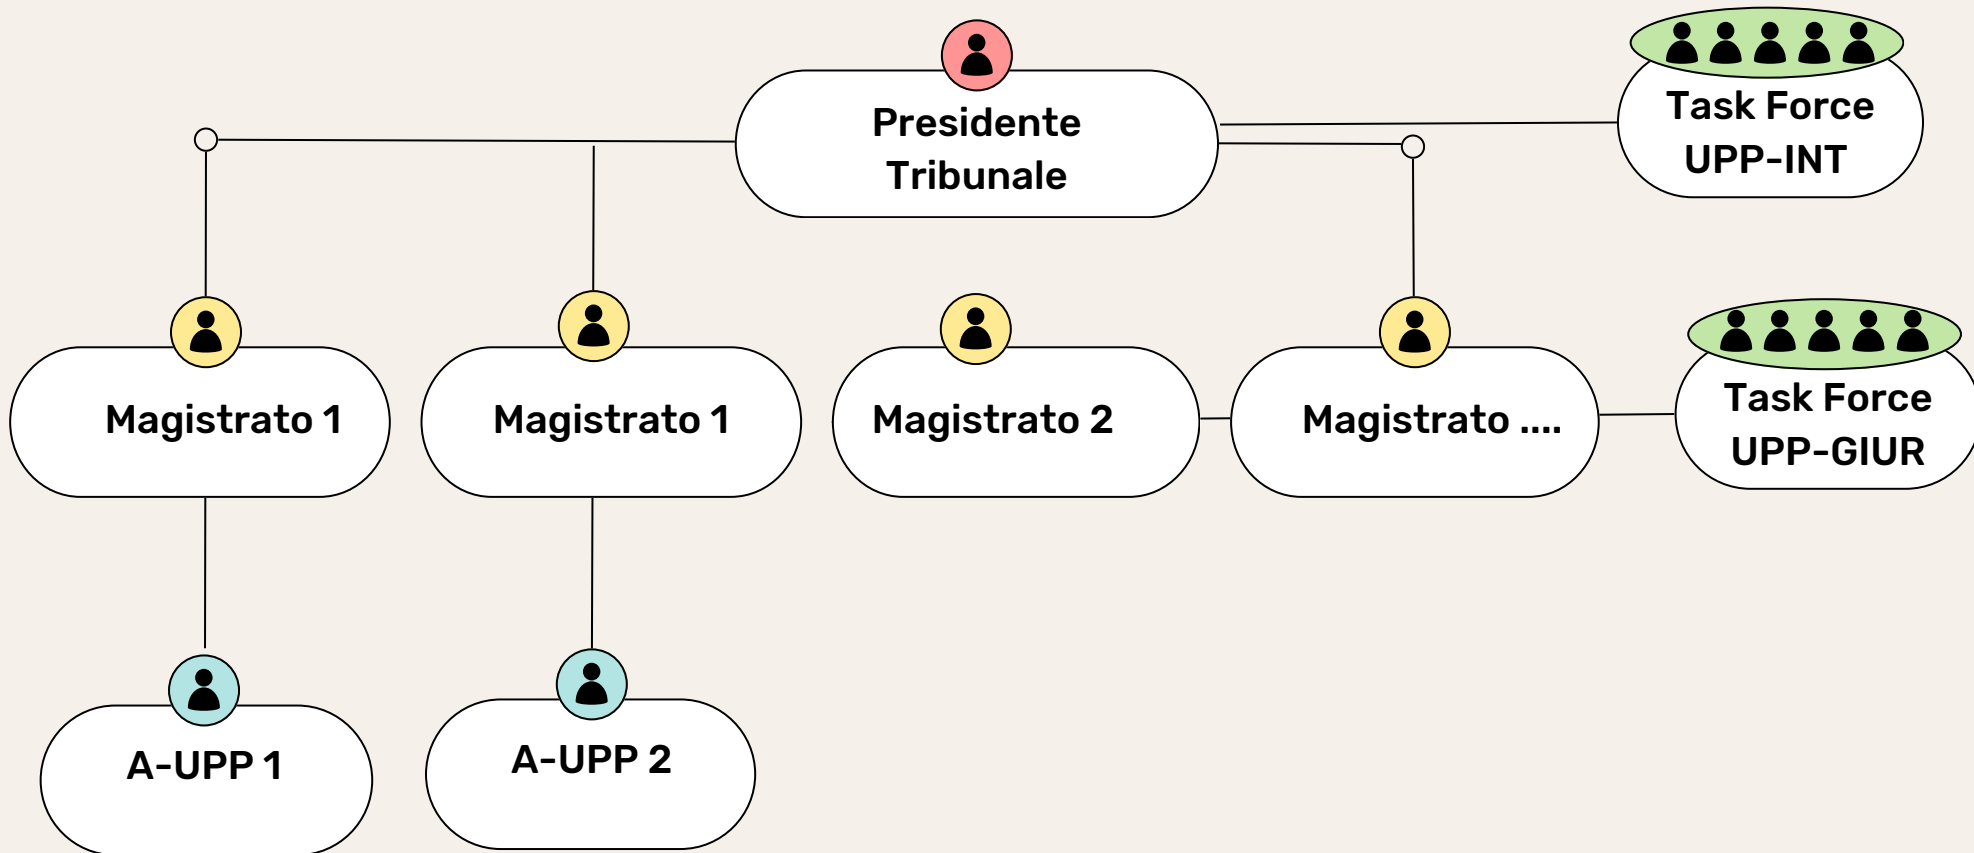 Presidente
Tribunale
Task Force
UPP-INT
Magistrato 1
Magistrato 1
Magistrato 2
Magistrato ....
Task Force
UPP-GIUR
A-UPP 1
A-UPP 2